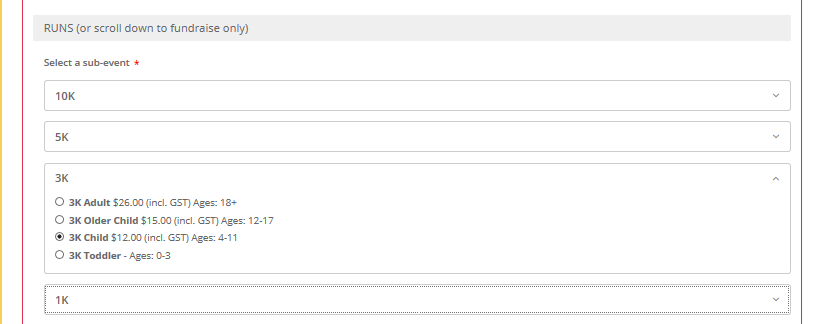 RUNS (or scroll down to fundraise only)
Select a sub-event *
10K
5K
3K
3K Adult $26.00 (incl. GST) Ages: 18+
3K Older Child $15.00 (incl. GST) Ages: 12-17
3K Child $12.00 (incl. GST) Ages: 4-11
3K Toddler - Ages: 0-3
1K